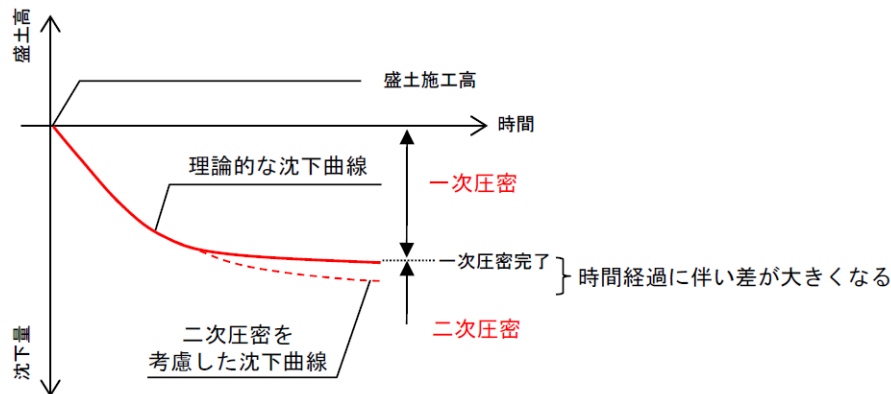 盛土高
盛土施工高
時間
理論的な沈下曲線
一次圧密
一次圧密完了
時間経過に伴い差が大きくなる
二次圧密
二次圧密を
考慮した沈下曲線
沈下量